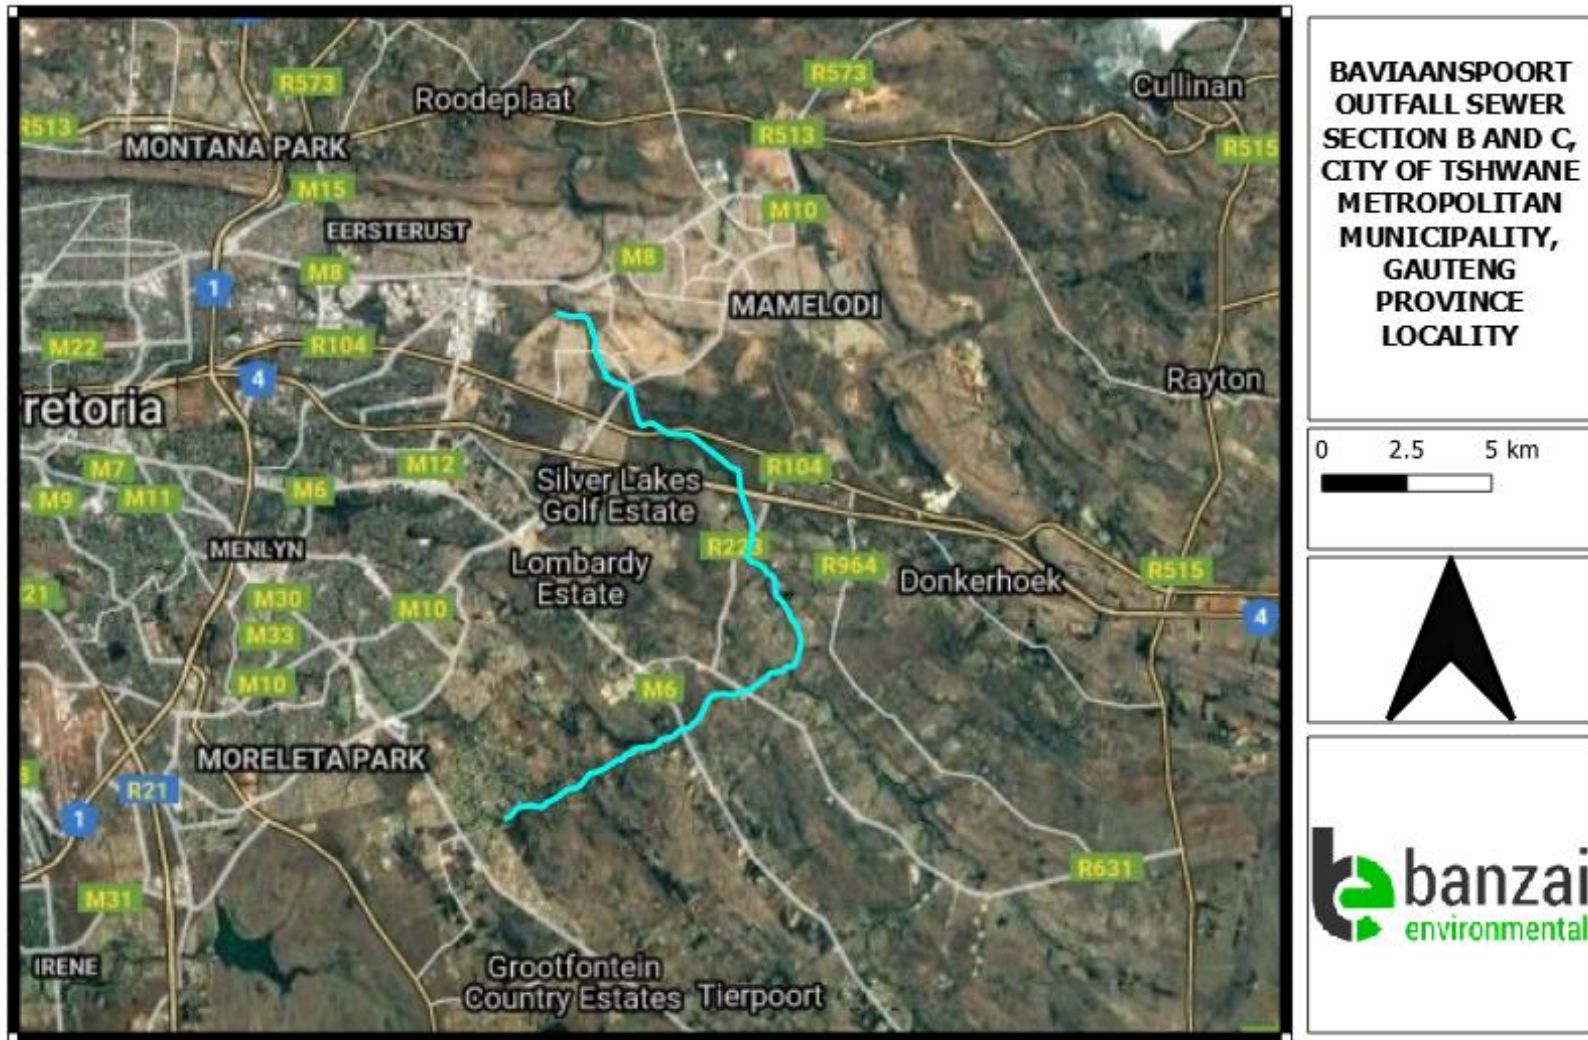 R573
R573
Cullinan
Roodeplaat
R513
R513
MONTANA PARK
R515
M15
M10
EERSTERUST
M8
M8
1
MAMELODI
M22
R104
4
Rayton
retoria
M7
M12
R104
M9
M11
M6
Silver Lakes
Golf Estate
MENLYN
Lombardy
Estate
R964
Donkerhoek
R515
21
M30
M10
4
M33
M10
M6
MORELETA PARK
R21
1
R631
M31
IRENE
Grootfontein
Country Estates
Tierpoort
BAVIAANSPOORT
OUTFALL SEWER
SECTION B AND C,
CITY OF TSHWANE
METROPOLITAN
MUNICIPALITY,
GAUTENG
PROVINCE
LOCALITY
0 2.5 5 km
banzai
environmental